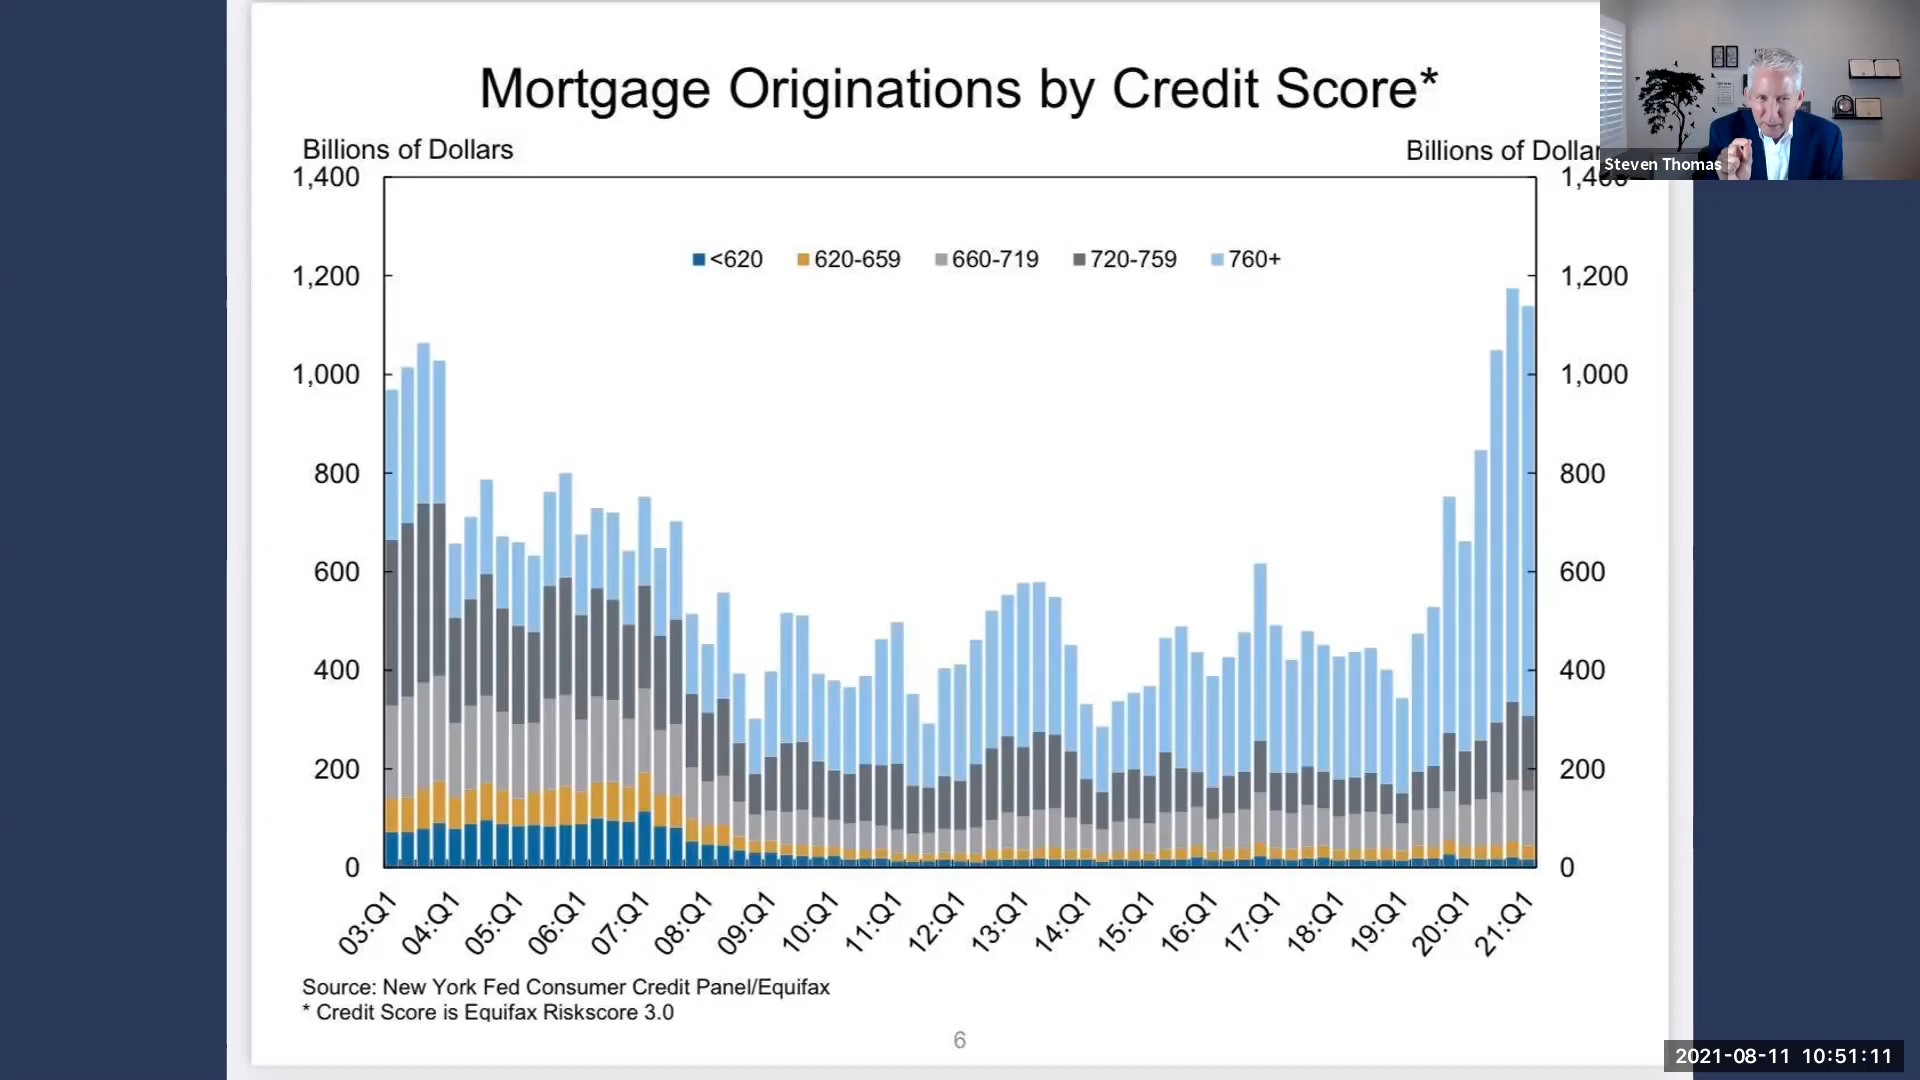 Mortgage Originations by Credit Score*
Billions of Dollars
Billions of Dollar
Steven Thomas
1,400
1,200
1,000
800
600
400
200
0
<620
620-659
660-719
720-759
760+
1,400
1,200
1,000
800
600
400
200
0
03:Q1
04:Q1
05:Q1
06:Q1
07:Q1
08:Q1
09:Q1
10:Q1
11:Q1
12:Q1
13:Q1
14:Q1
15:Q1
16:Q1
17:Q1
18:Q1
19:Q1
20:Q1
21:Q1
Source: New York Fed Consumer Credit Panel/Equifax
* Credit Score is Equifax Riskscore 3.0
6
2021-08-11 10:51:11